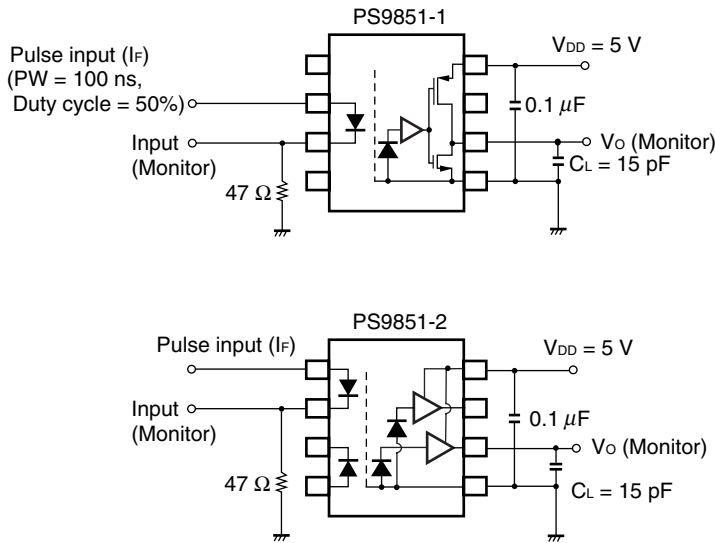 PS9851-1
Pulse input (IF)
(PW = 100 ns,
Duty cycle = 50%)
Input
(Monitor)
47 Ω
VDD = 5 V
0.1 μF
VO (Monitor)
CL = 15 pF
PS9851-2
Pulse input (IF)
Input
(Monitor)
47 Ω
VDD = 5 V
0.1 μF
VO (Monitor)
CL = 15 pF